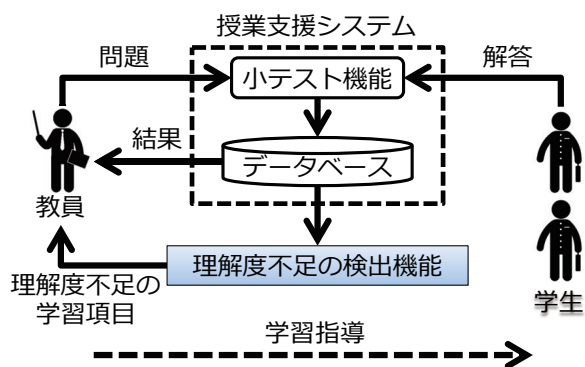 授業支援システム
問題
解答
小テスト機能
結果
データベース
教員
理解度不足の検出機能
理解度不足の
学習項目
学生
学習指導